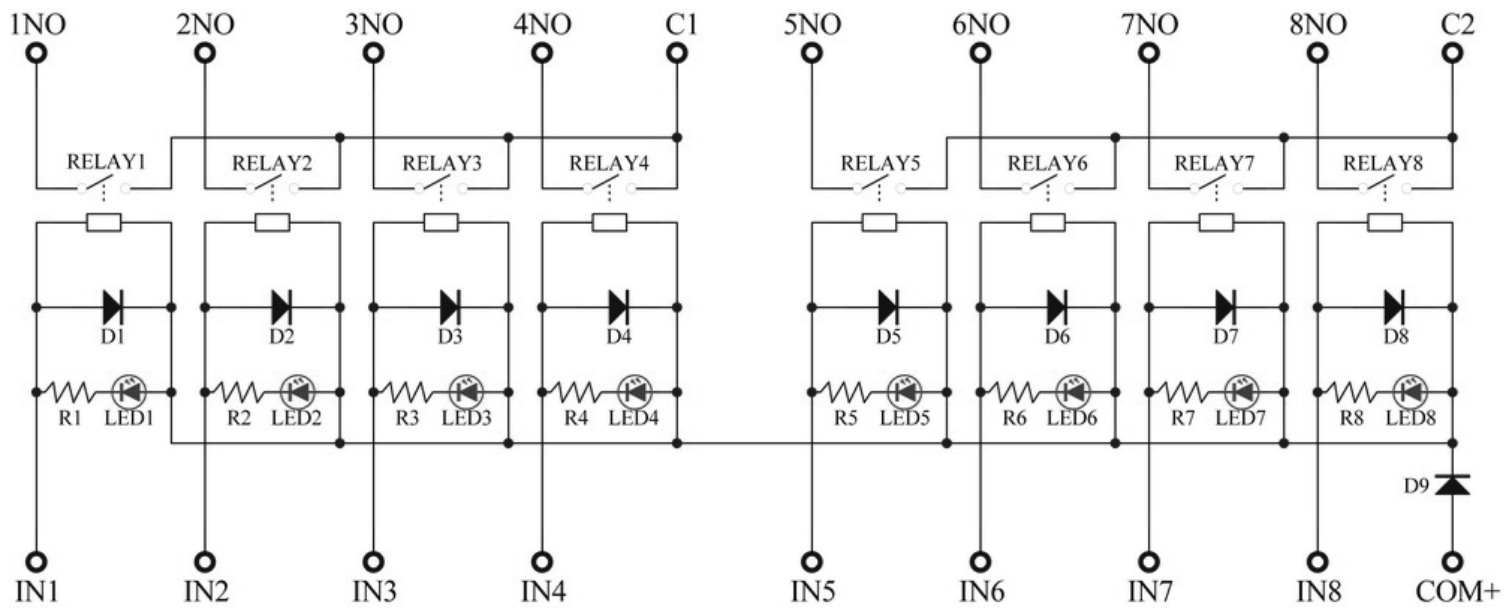 1NO 2NO 3NO 4NO C1 5NO 6NO 7NO 8NO C2
RELAY1 RELAY2 RELAY3 RELAY4 RELAY5 RELAY6 RELAY7 RELAY8
D1 D2 D3 D4 D5 D6 D7 D8
R1 LED1 R2 LED2 R3 LED3 R4 LED4 R5 LED5 R6 LED6 R7 LED7 R8 LED8
D9
IN1 IN2 IN3 IN4 IN5 IN6 IN7 IN8 COM+